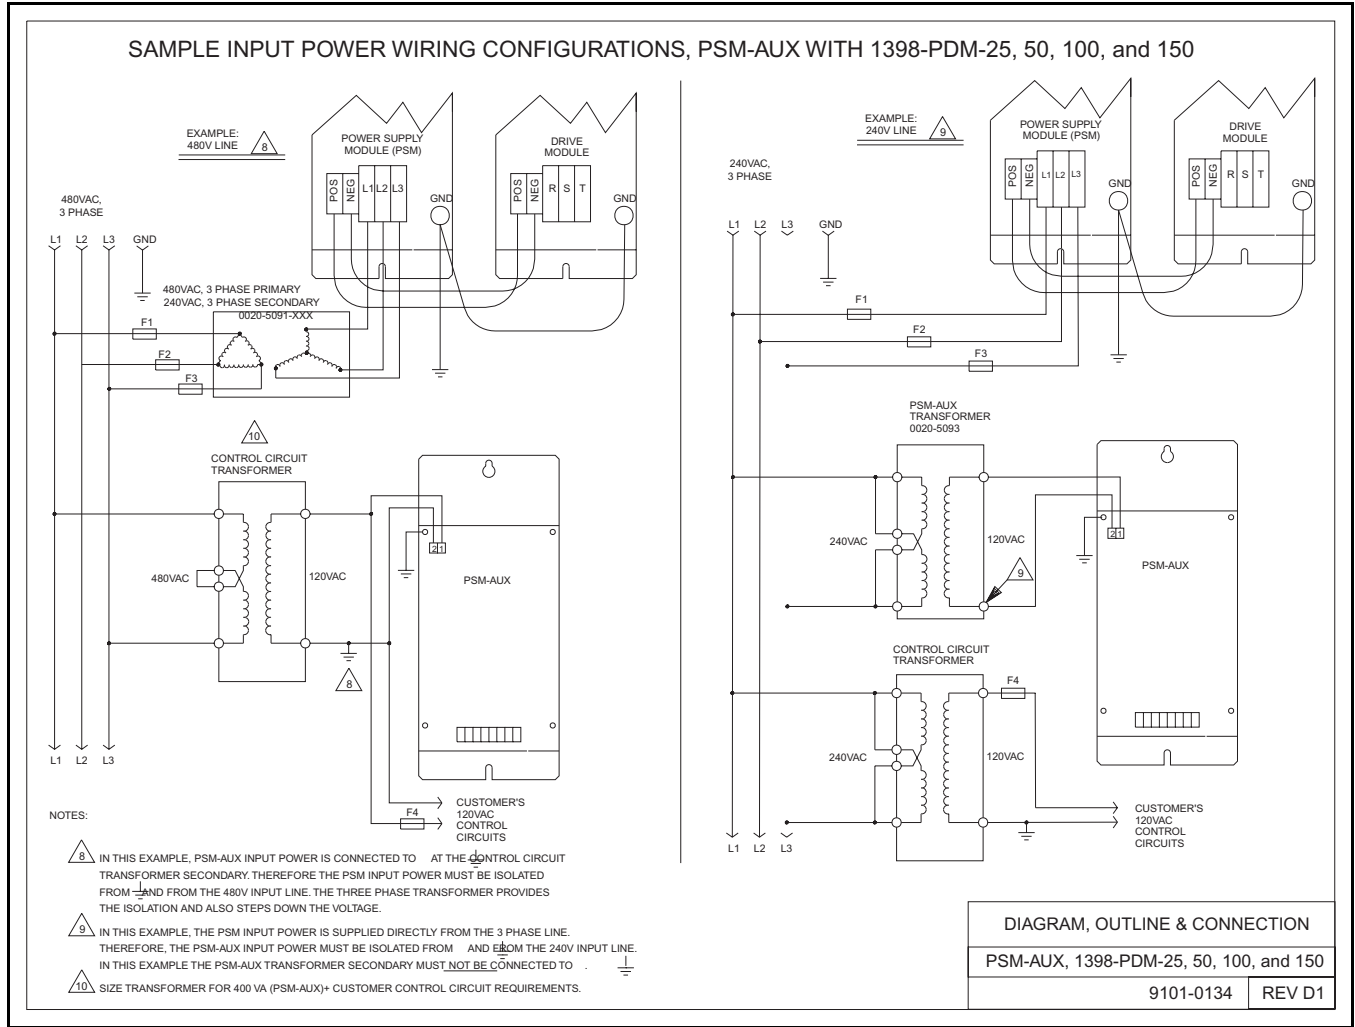 SAMPLE INPUT POWER WIRING CONFIGURATIONS, PSM-AUX WITH 1398-PDM-25, 50, 100, and 150
EXAMPLE:
480V LINE
8
480VAC,
3 PHASE
L1 L2 L3 GND
POWER SUPPLY
MODULE (PSM)
POS NEG L1 L2 L3
GND
DRIVE
MODULE
POS NEG R S T
GND
480VAC, 3 PHASE PRIMARY
240VAC, 3 PHASE SECONDARY
0020-5091-XXX
F1
F2
F3
10
CONTROL CIRCUIT
TRANSFORMER
480VAC
120VAC
8
2 1
PSM-AUX
L1 L2 L3
F4
CUSTOMER'S
120VAC
CONTROL
CIRCUITS
EXAMPLE:
240V LINE
9
240VAC,
3 PHASE
L1 L2 L3 GND
POWER SUPPLY
MODULE (PSM)
POS NEG L1 L2 L3
GND
DRIVE
MODULE
POS NEG R S T
GND
F1
F2
F3
PSM-AUX
TRANSFORMER
0020-5093
240VAC
120VAC
9
2 1
PSM-AUX
CONTROL CIRCUIT
TRANSFORMER
F4
240VAC
120VAC
L1 L2 L3
CUSTOMER'S
120VAC
CONTROL
CIRCUITS
NOTES:
8 IN THIS EXAMPLE, PSM-AUX INPUT POWER IS CONNECTED TO AT THE CONTROL CIRCUIT
TRANSFORMER SECONDARY. THEREFORE THE PSM INPUT POWER MUST BE ISOLATED
FROM AND FROM THE 480V INPUT LINE. THE THREE PHASE TRANSFORMER PROVIDES
THE ISOLATION AND ALSO STEPS DOWN THE VOLTAGE.
9 IN THIS EXAMPLE, THE PSM INPUT POWER IS SUPPLIED DIRECTLY FROM THE 3 PHASE LINE.
THEREFORE, THE PSM-AUX INPUT POWER MUST BE ISOLATED FROM AND FROM THE 240V INPUT LINE.
IN THIS EXAMPLE THE PSM-AUX TRANSFORMER SECONDARY MUST NOT BE CONNECTED TO .
10 SIZE TRANSFORMER FOR 400 VA (PSM-AUX)+ CUSTOMER CONTROL CIRCUIT REQUIREMENTS.
DIAGRAM, OUTLINE & CONNECTION
PSM-AUX, 1398-PDM-25, 50, 100, and 150
9101-0134 REV D1